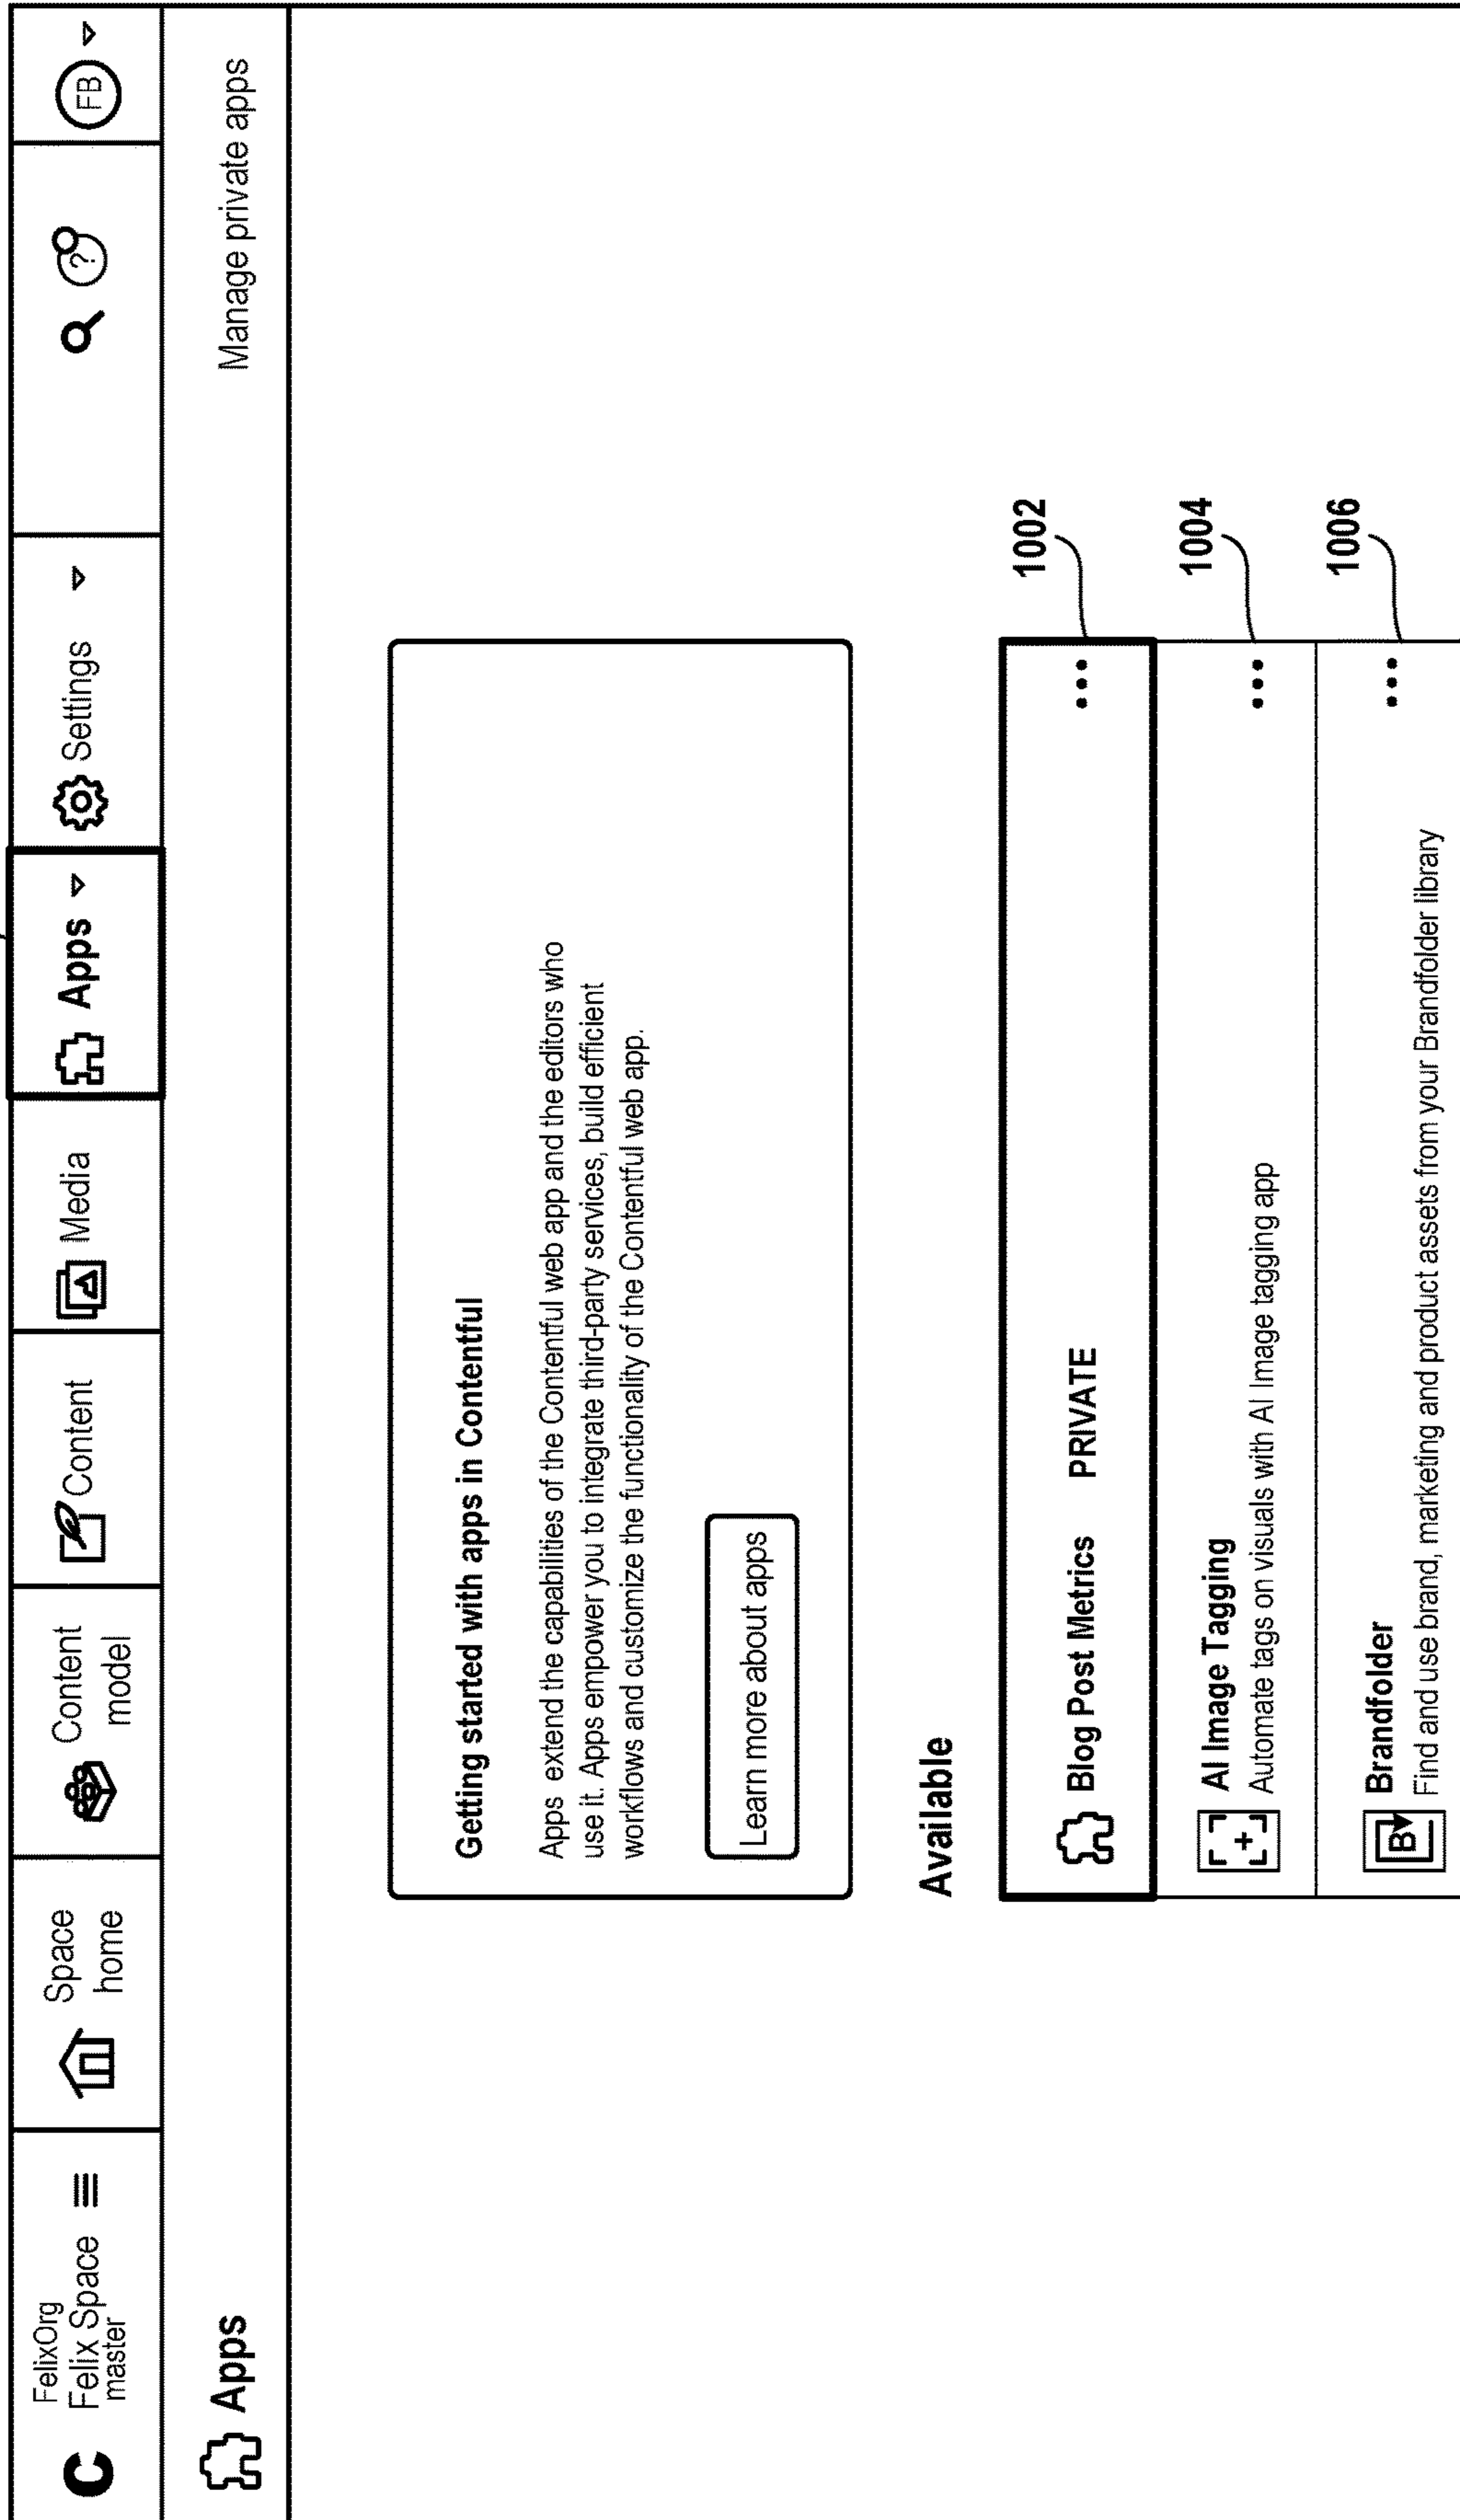 FelixOrg
Felix Space
master
Space
home
Content
model
Content
Media
Apps
Settings
?
FB
Apps
Manage private apps
Getting started with apps in Contentful
Apps extend the capabilities of the Contentful web app and the editors who
use it. Apps empower you to integrate third-party services, build efficient
workflows and customize the functionality of the Contentful web app.
Learn more about apps
Available
Blog Post Metrics PRIVATE
1002
AI Image Tagging
Automate tags on visuals with AI Image tagging app
1004
B
Brandfolder
Find and use brand, marketing and product assets from your Brandfolder library
1006